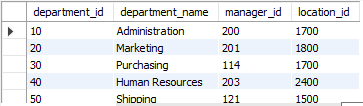 department_id department_name manager_id location_id
10 Administration 200 1700
20 Marketing 201 1800
30 Purchasing 114 1700
40 Human Resources 203 2400
50 Shipping 121 1500